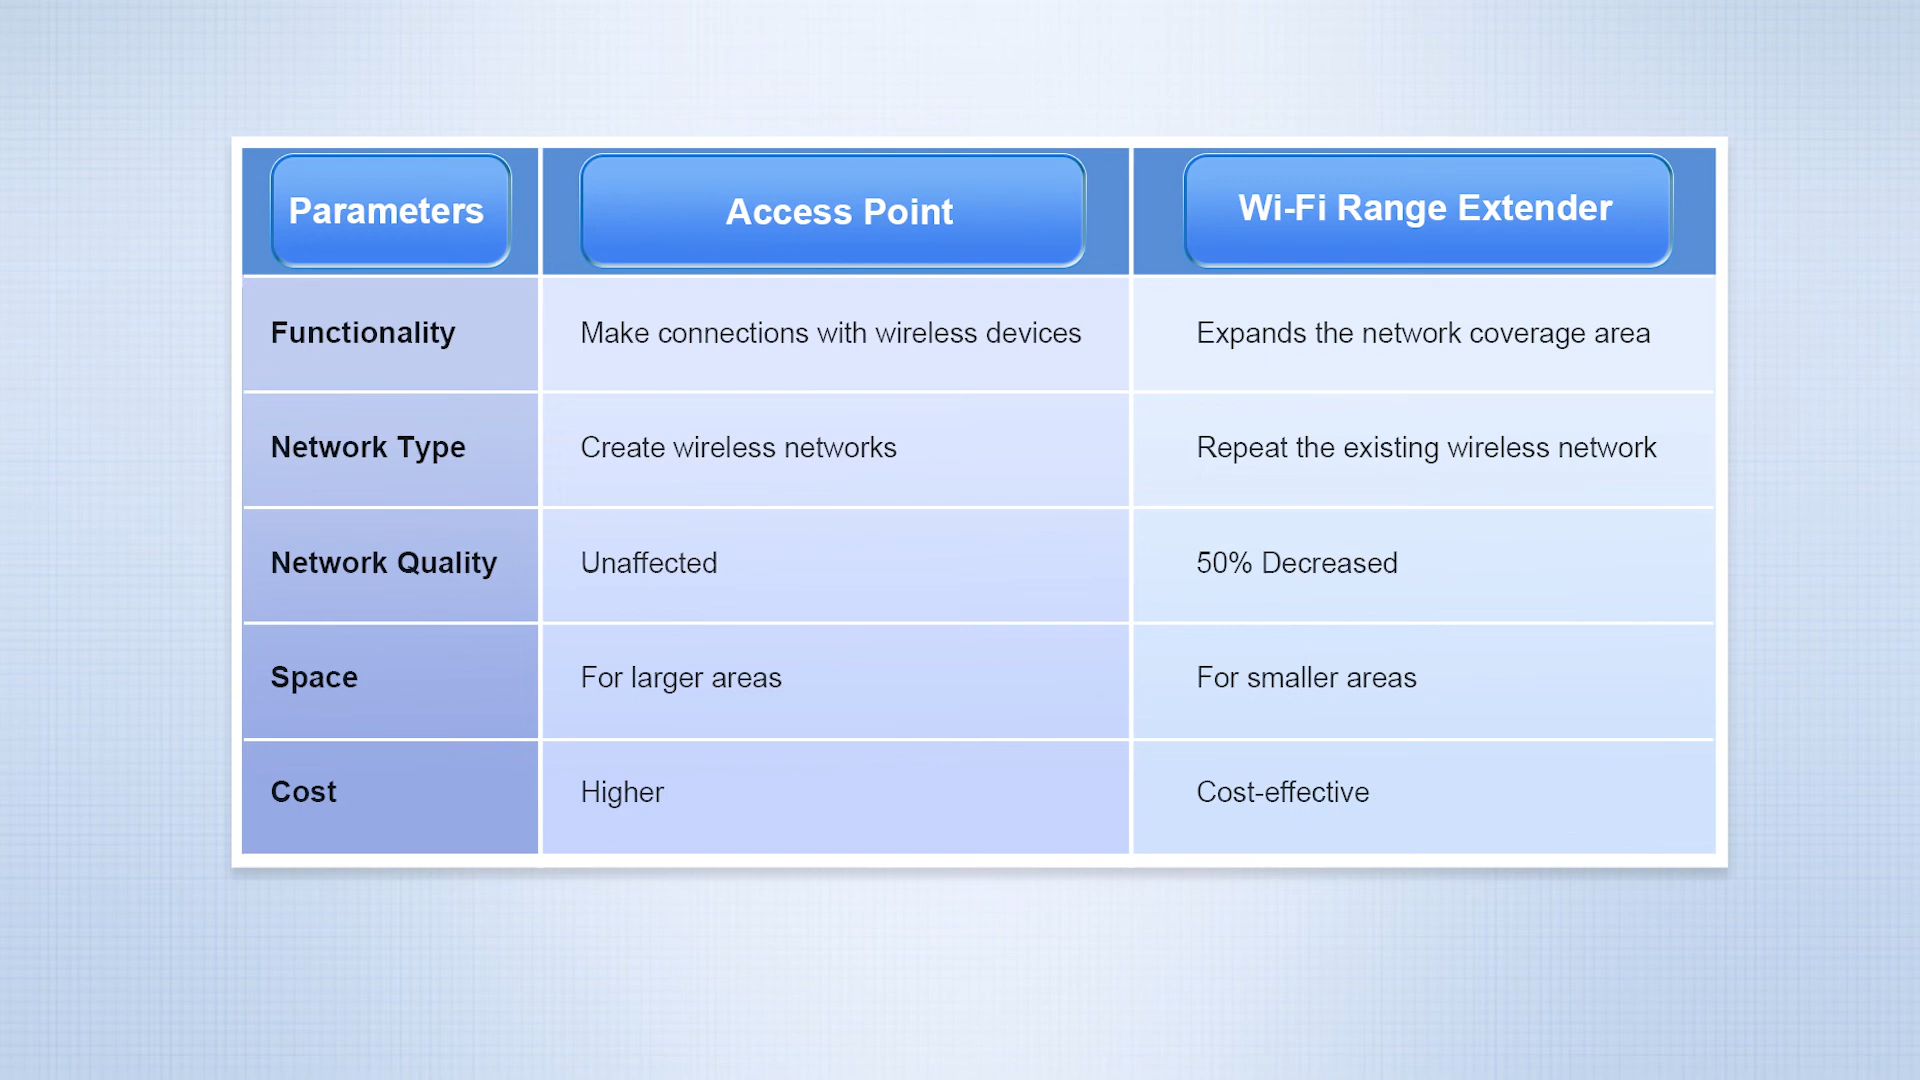 Parameters
Access Point
Wi-Fi Range Extender
Functionality
Make connections with wireless devices
Expands the network coverage area
Network Type
Create wireless networks
Repeat the existing wireless network
Network Quality
Unaffected
50% Decreased
Space
For larger areas
For smaller areas
Cost
Higher
Cost-effective